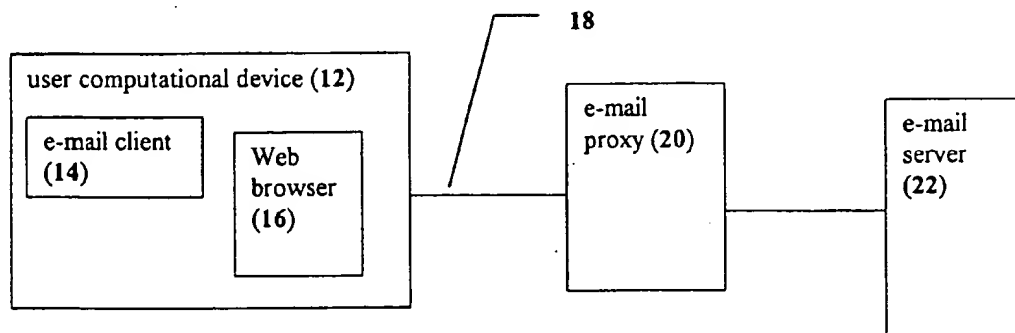 18
user computational device (12)
e-mail client
(14)
Web
browser
(16)
e-mail
proxy (20)
e-mail
server
(22)